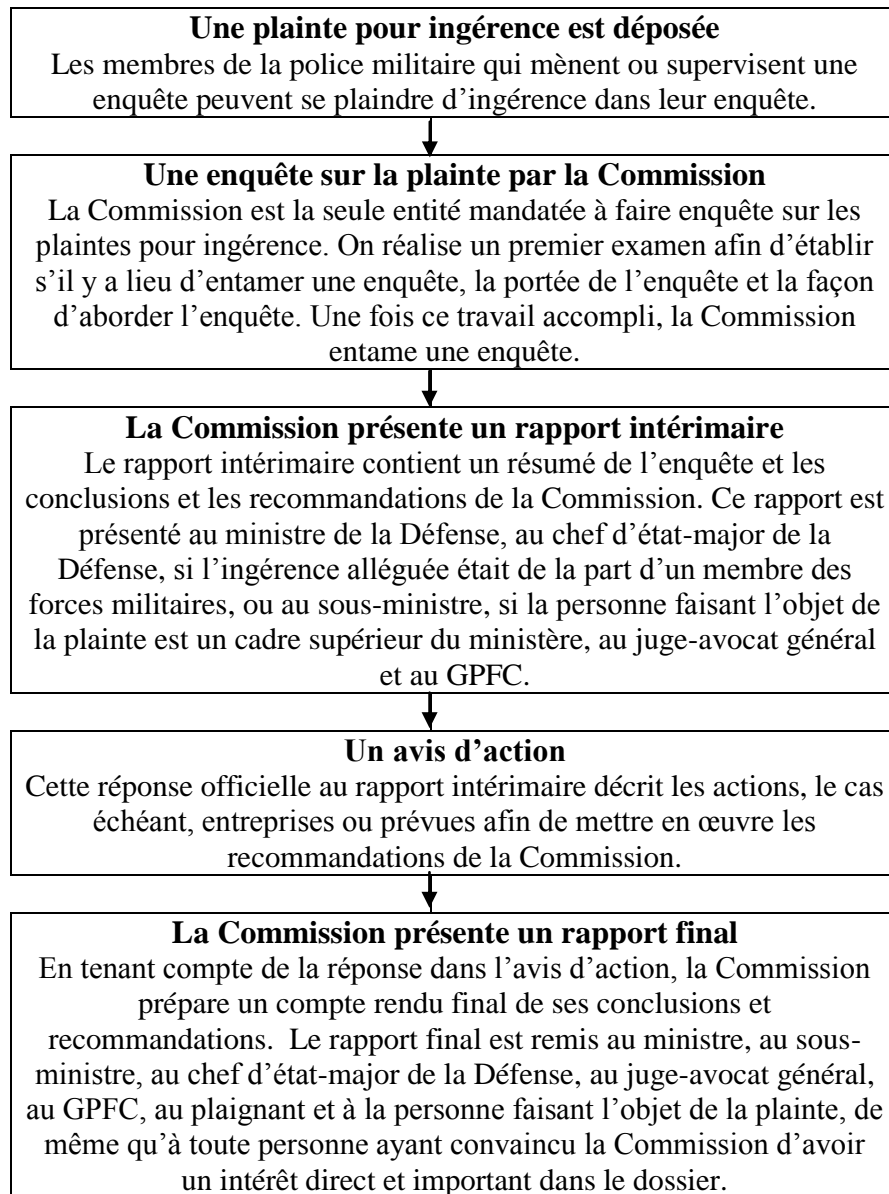 Une plainte pour ingérence est déposée
Les membres de la police militaire qui mènent ou supervisent une
enquête peuvent se plaindre d’ingérence dans leur enquête.
Une enquête sur la plainte par la Commission
La Commission est la seule entité mandatée à faire enquête sur les
plaintes pour ingérence. On réalise un premier examen afin d’établir
s’il y a lieu d’entamer une enquête, la portée de l’enquête et la façon
d’aborder l’enquête. Une fois ce travail accompli, la Commission
entame une enquête.
La Commission présente un rapport intérimaire
Le rapport intérimaire contient un résumé de l’enquête et les
conclusions et les recommandations de la Commission. Ce rapport est
présenté au ministre de la Défense, au chef d’état-major de la
Défense, si l’ingérence alléguée était de la part d’un membre des
forces militaires, ou au sous-ministre, si la personne faisant l’objet de
la plainte est un cadre supérieur du ministère, au juge-avocat général
et au GPFC.
Un avis d’action
Cette réponse officielle au rapport intérimaire décrit les actions, le cas
échéant, entreprises ou prévues afin de mettre en œuvre les
recommandations de la Commission.
La Commission présente un rapport final
En tenant compte de la réponse dans l’avis d’action, la Commission
prépare un compte rendu final de ses conclusions et
recommandations.  Le rapport final est remis au ministre, au sous-
ministre, au chef d’état-major de la Défense, au juge-avocat général,
au GPFC, au plaignant et à la personne faisant l’objet de la plainte, de
même qu’à toute personne ayant convaincu la Commission d’avoir
un intérêt direct et important dans le dossier.